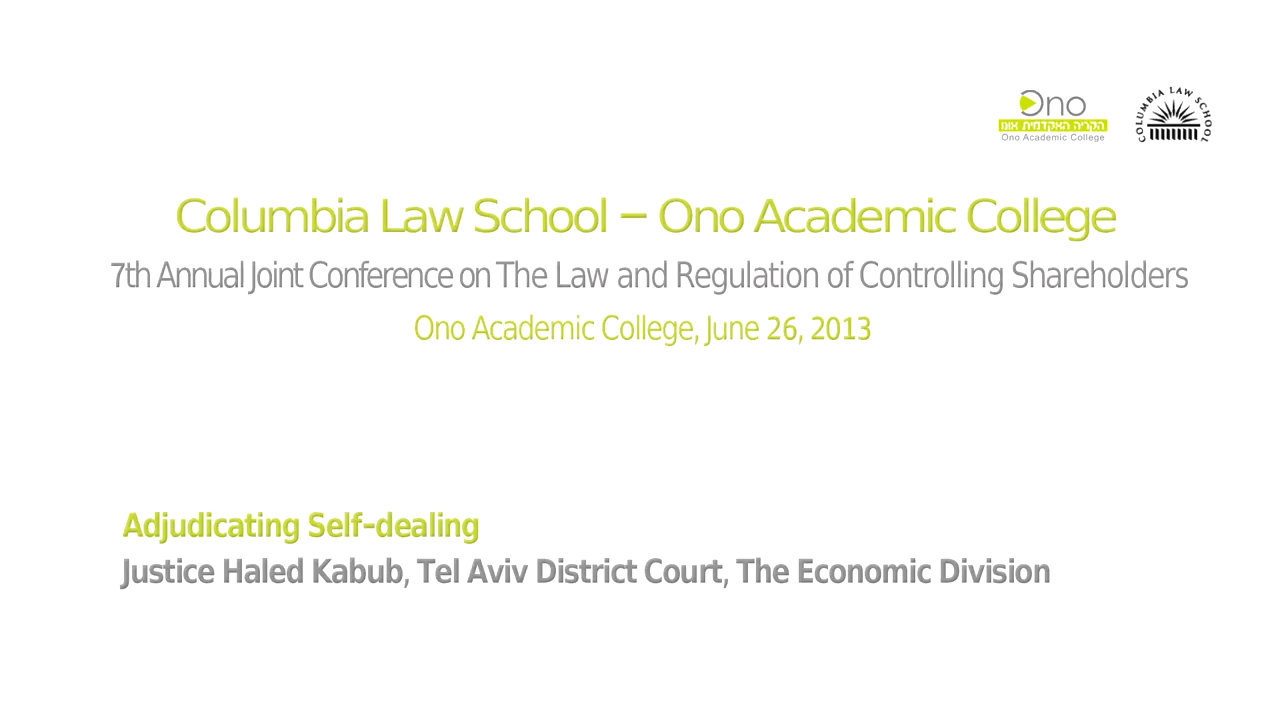 Ono
הקריה האקדמית אונו
Ono Academic College
COLUMBIA LAW SCHOOL
Columbia Law School – Ono Academic College
7th Annual Joint Conference on The Law and Regulation of Controlling Shareholders
Ono Academic College, June 26, 2013
Adjudicating Self-dealing
Justice Haled Kabub, Tel Aviv District Court, The Economic Division